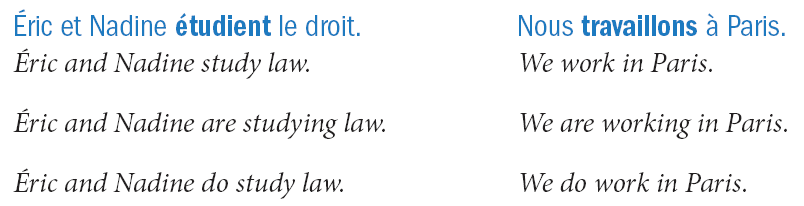 Éric et Nadine étudient le droit.
Éric and Nadine study law.
Éric and Nadine are studying law.
Éric and Nadine do study law.
Nous travaillons à Paris.
We work in Paris.
We are working in Paris.
We do work in Paris.